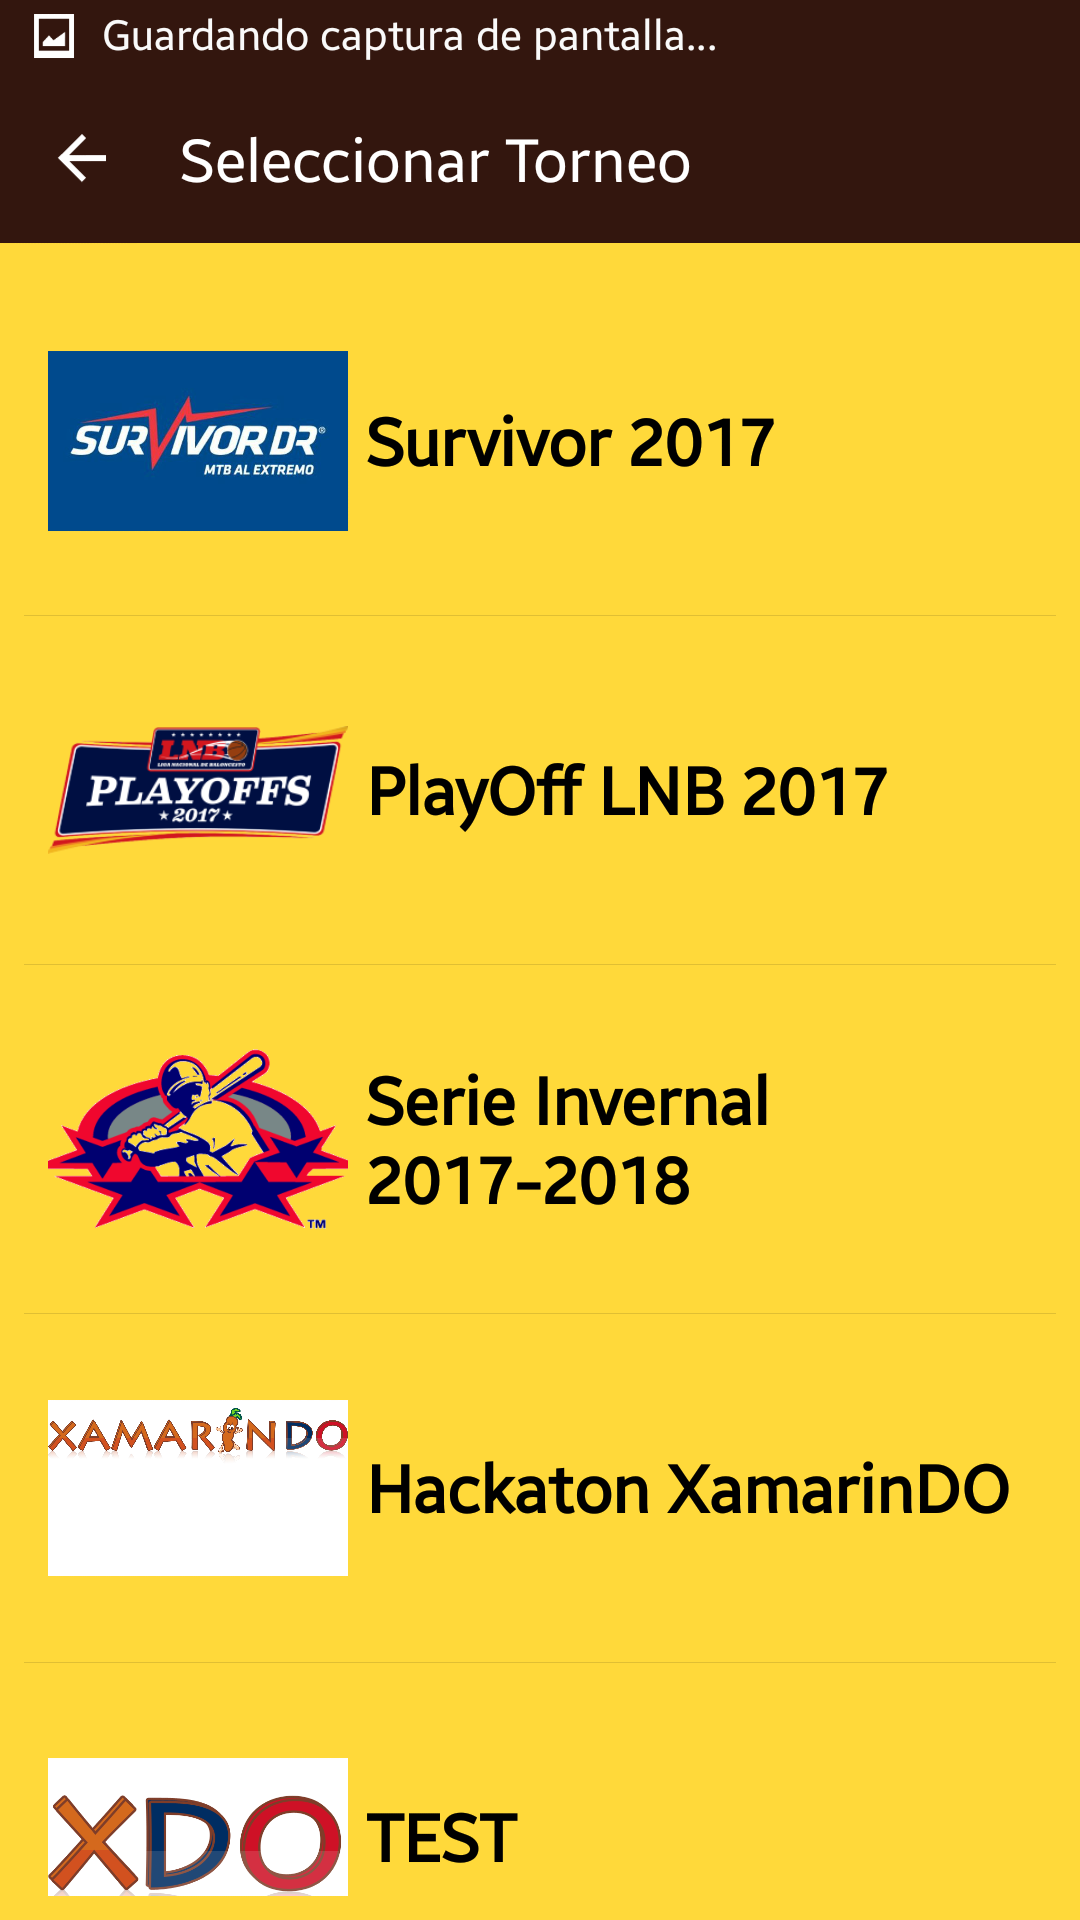 Guardando captura de pantalla...
Seleccionar Torneo
SURVIVOR DR®
MTB AL EXTREMO
Survivor 2017
LNB
LIGA NACIONAL DE BALONCESTO
PLAYOFFS
★2017★
PlayOff LNB 2017
Serie Invernal
2017-2018
TM
XAMARINDO
Hackaton XamarinDO
XDO
TEST